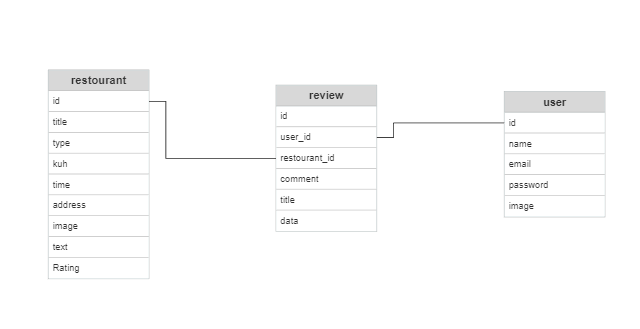 restourant
id
title
type
kuh
time
address
image
text
Rating
review
id
user_id
restourant_id
comment
title
data
user
id
name
email
password
image